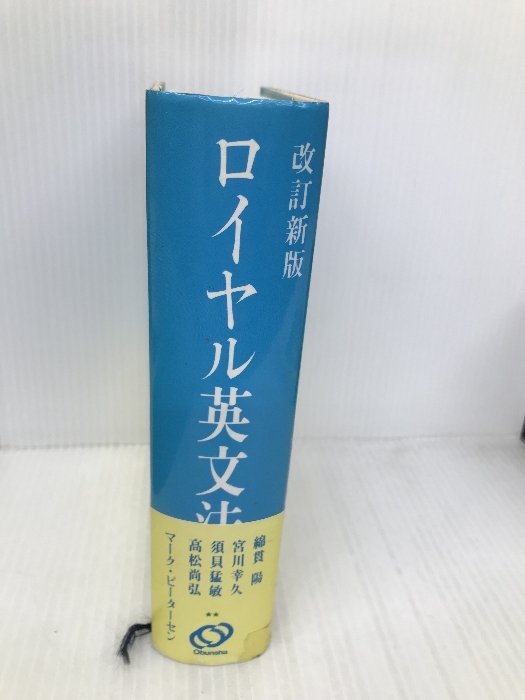 改訂新版
ロイヤル英文法
綿貫 陽
宮川幸久
須貝猛敏
高松尚弘
マーク・ピーターセン
**
Obunsha